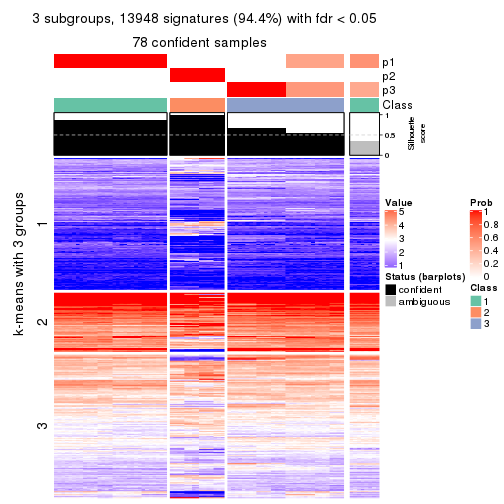 3 subgroups, 13948 signatures (94.4%) with fdr < 0.05
78 confident samples
p1
p2
p3
Class
1
0.5
0
Silhouette
score
k-means with 3 groups
1
2
3
Value
5
4
3
2
1
Status (barplots)
confident
ambiguous
Prob
1
0.8
0.6
0.4
0.2
0
Class
1
2
3